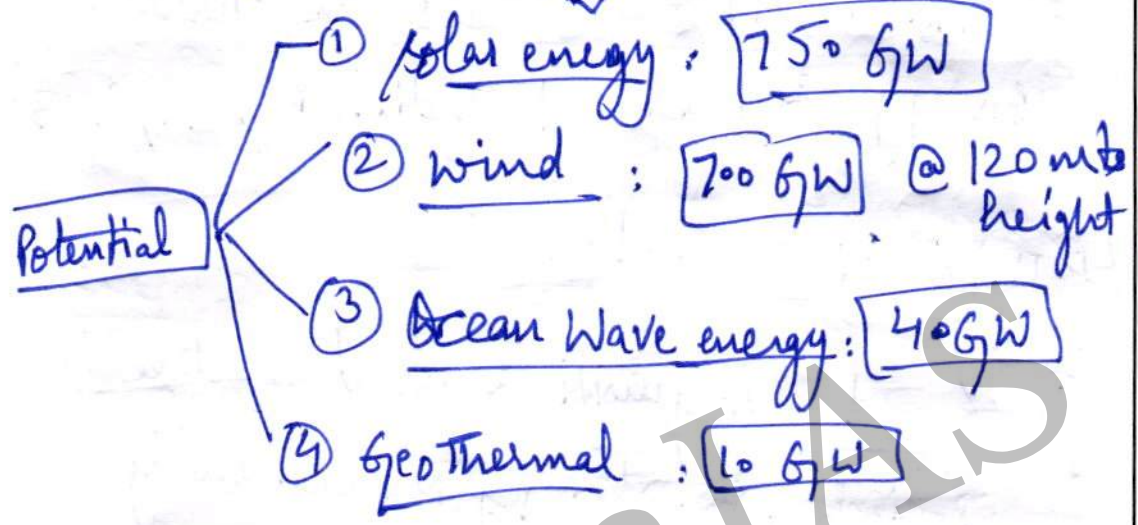 ① solar energy : 750 GW
② wind : 700 GW @ 120 mts
height
Potential
③ Ocean Wave energy : 40 GW
④ GeoThermal : 10 GW
IAS